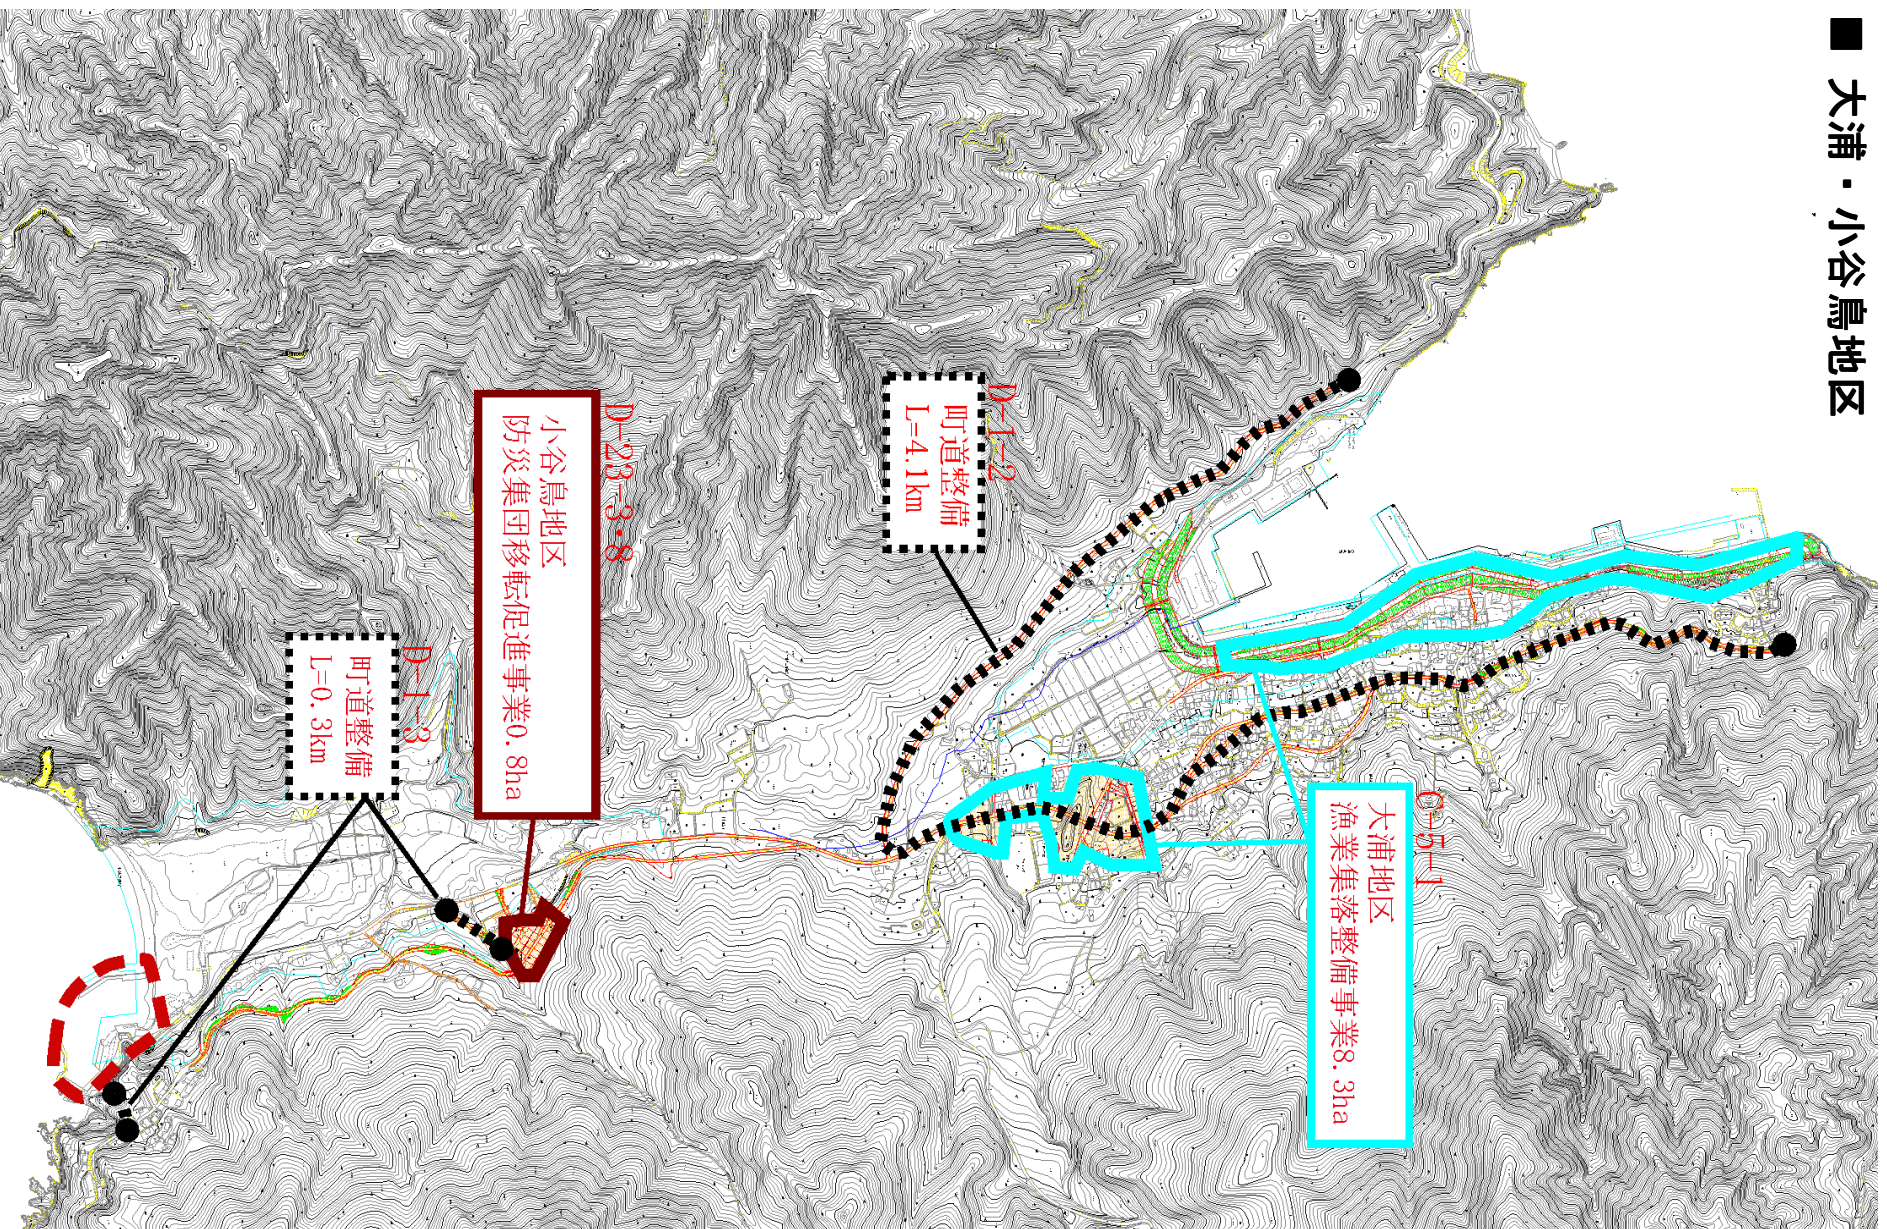 ■ 大浦・小谷鳥地区
C-5-1
大浦地区
漁業集落整備事業8.3ha
D-1-2
町道整備
L=4.1km
D-23-3・8
小谷鳥地区
防災集団移転促進事業0.8ha
D-1-3
町道整備
L=0.3km